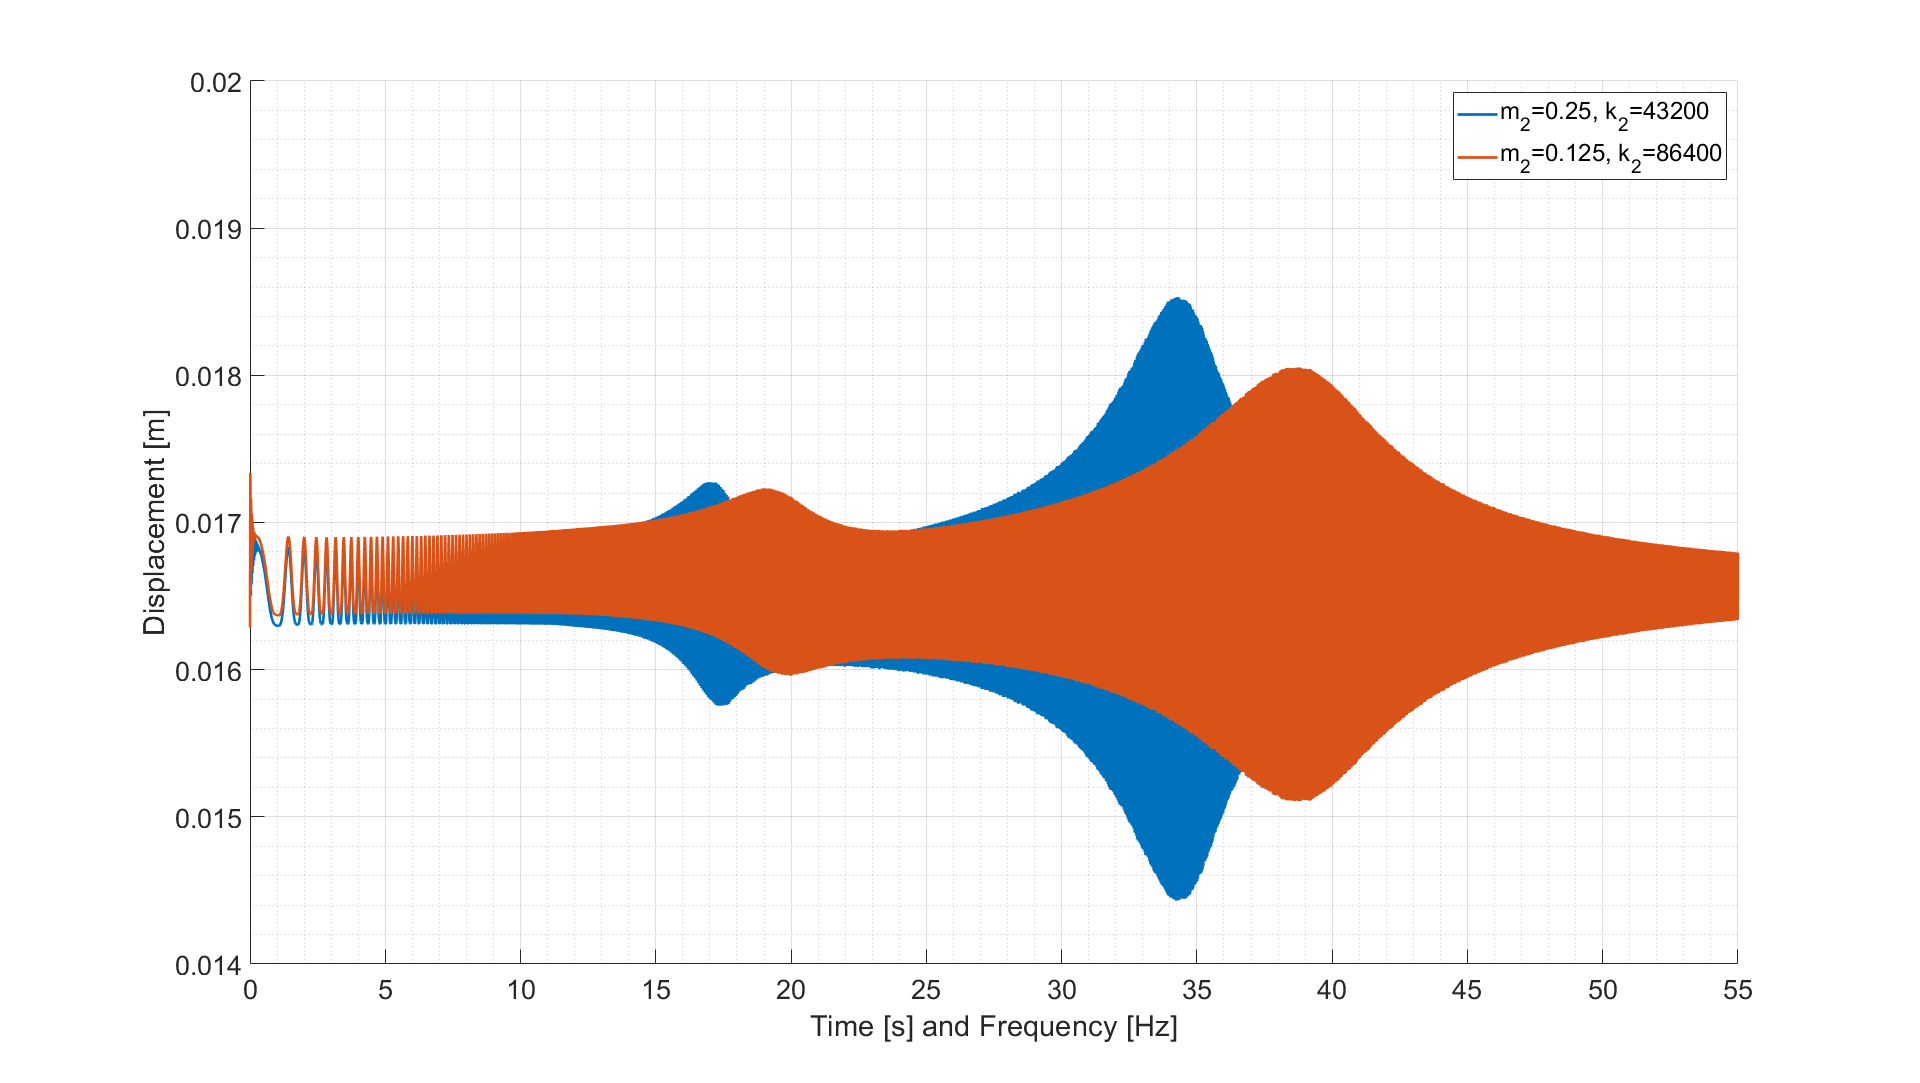 0.02
0.019
0.018
0.017
0.016
0.015
0.014
Displacement [m]
m2=0.25, k2=43200
m2=0.125, k2=86400
0 5 10 15 20 25 30 35 40 45 50 55
Time [s] and Frequency [Hz]